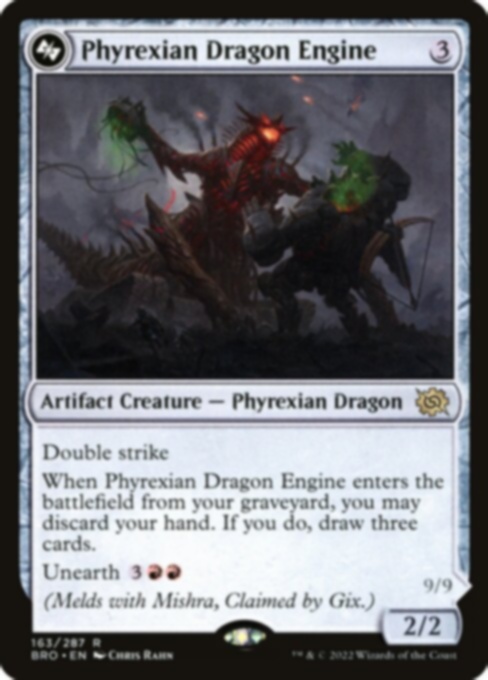 Phyrexian Dragon Engine 3
Artifact Creature — Phyrexian Dragon
Double strike
When Phyrexian Dragon Engine enters the
battlefield from your graveyard, you may
discard your hand. If you do, draw three
cards.
Unearth 3
(Melds with Mishra, Claimed by Gix.)
9/9
2/2
163/287 R
BRO • EN Chris Rahn
™ & © 2022 Wizards of the Coast